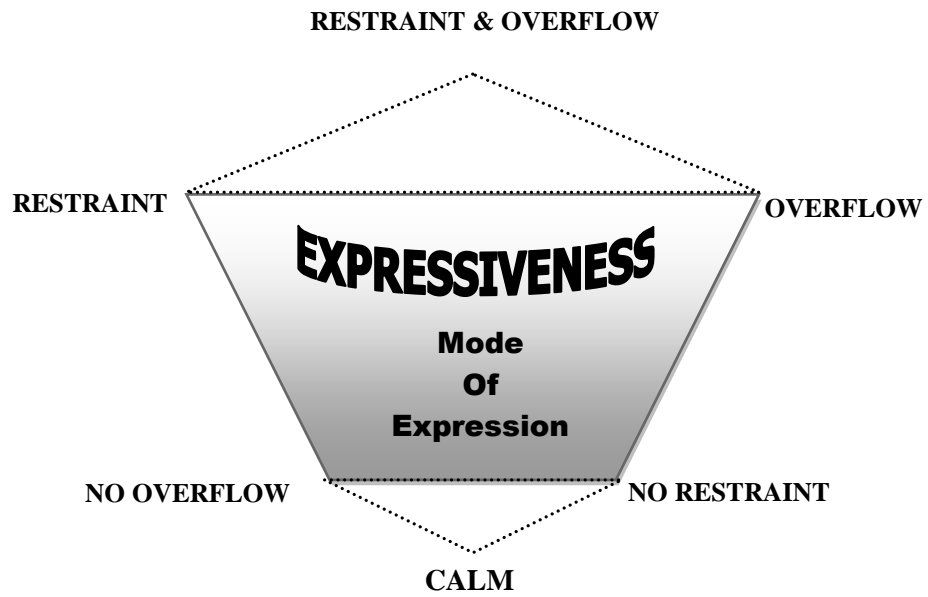 RESTRAINT & OVERFLOW
RESTRAINT
OVERFLOW
EXPRESSIVENESS
Mode
Of
Expression
NO OVERFLOW
NO RESTRAINT
CALM